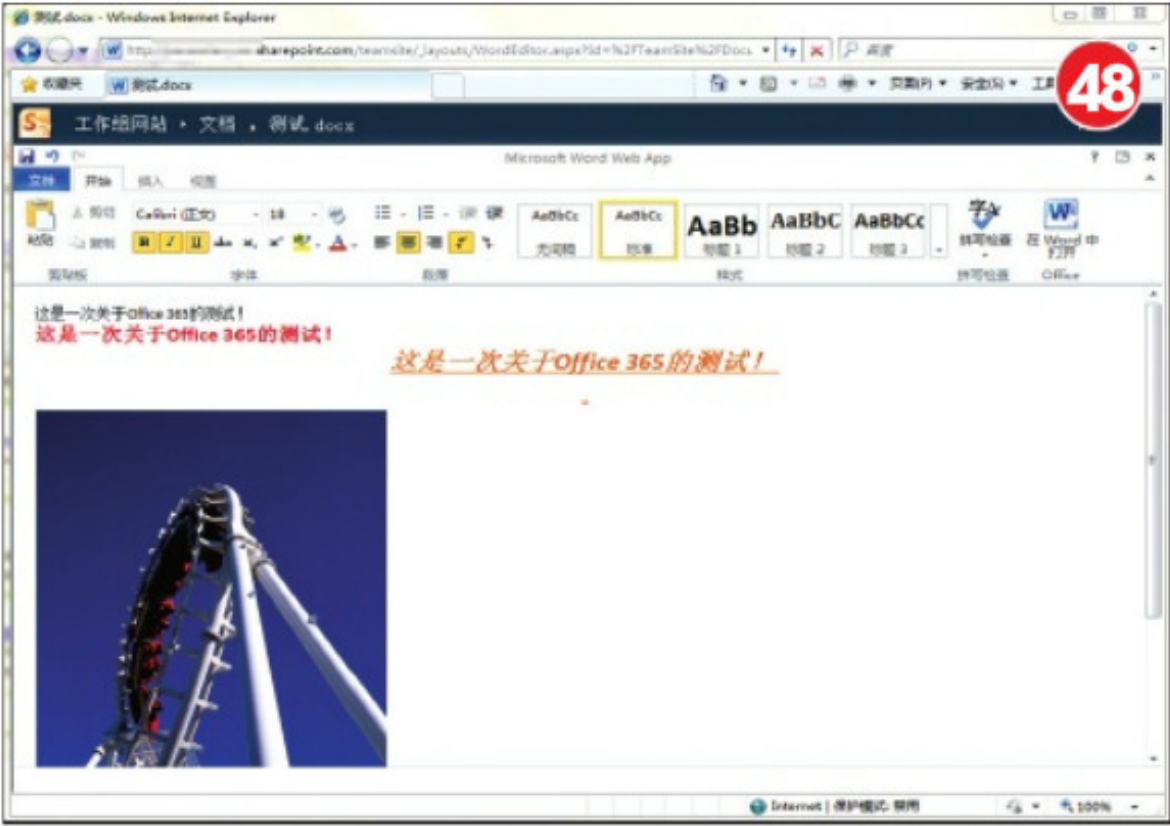 测试.docx - Windows Internet Explorer
http sharepoint.com/teamsite/_layouts/WordEditor.aspx?id=%2FTeamSite%2FDocu
百度
收藏夹
测试.docx
页面(P)
安全(S)
48
工作组网站 ▸ 文档 ▸ 测试.docx
Microsoft Word Web App
文件
开始
插入
视图
粘贴
剪切
复制
剪贴板
Calibri (正文)
18
B I U abc
字体
段落
AaBbCc
无间隔
AaBbCc
标准
AaBb
标题 1
AaBbC
标题 2
AaBbCc
标题 3
样式
拼写检查
拼写检查
在 Word 中
打开
Office
这是一次关于Office 365的测试！
这是一次关于Office 365的测试！
这是一次关于Office 365的测试！
Internet | 保护模式: 禁用
100%